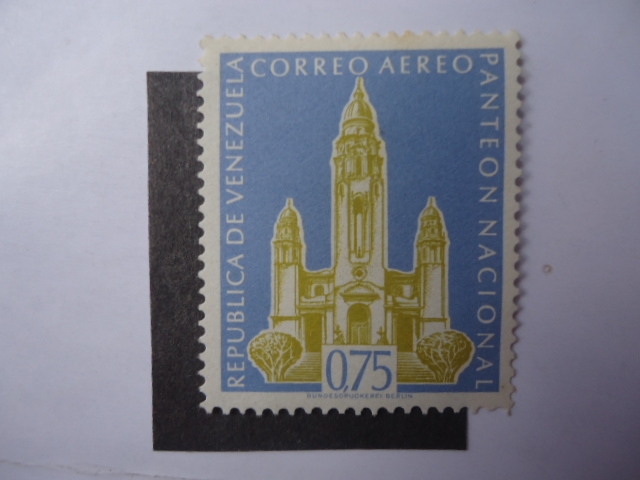 REPUBLICA DE VENEZUELA
CORREO AEREO
PANTEON NACIONAL
0,75
BUNDESDRUCKEREI BERLIN